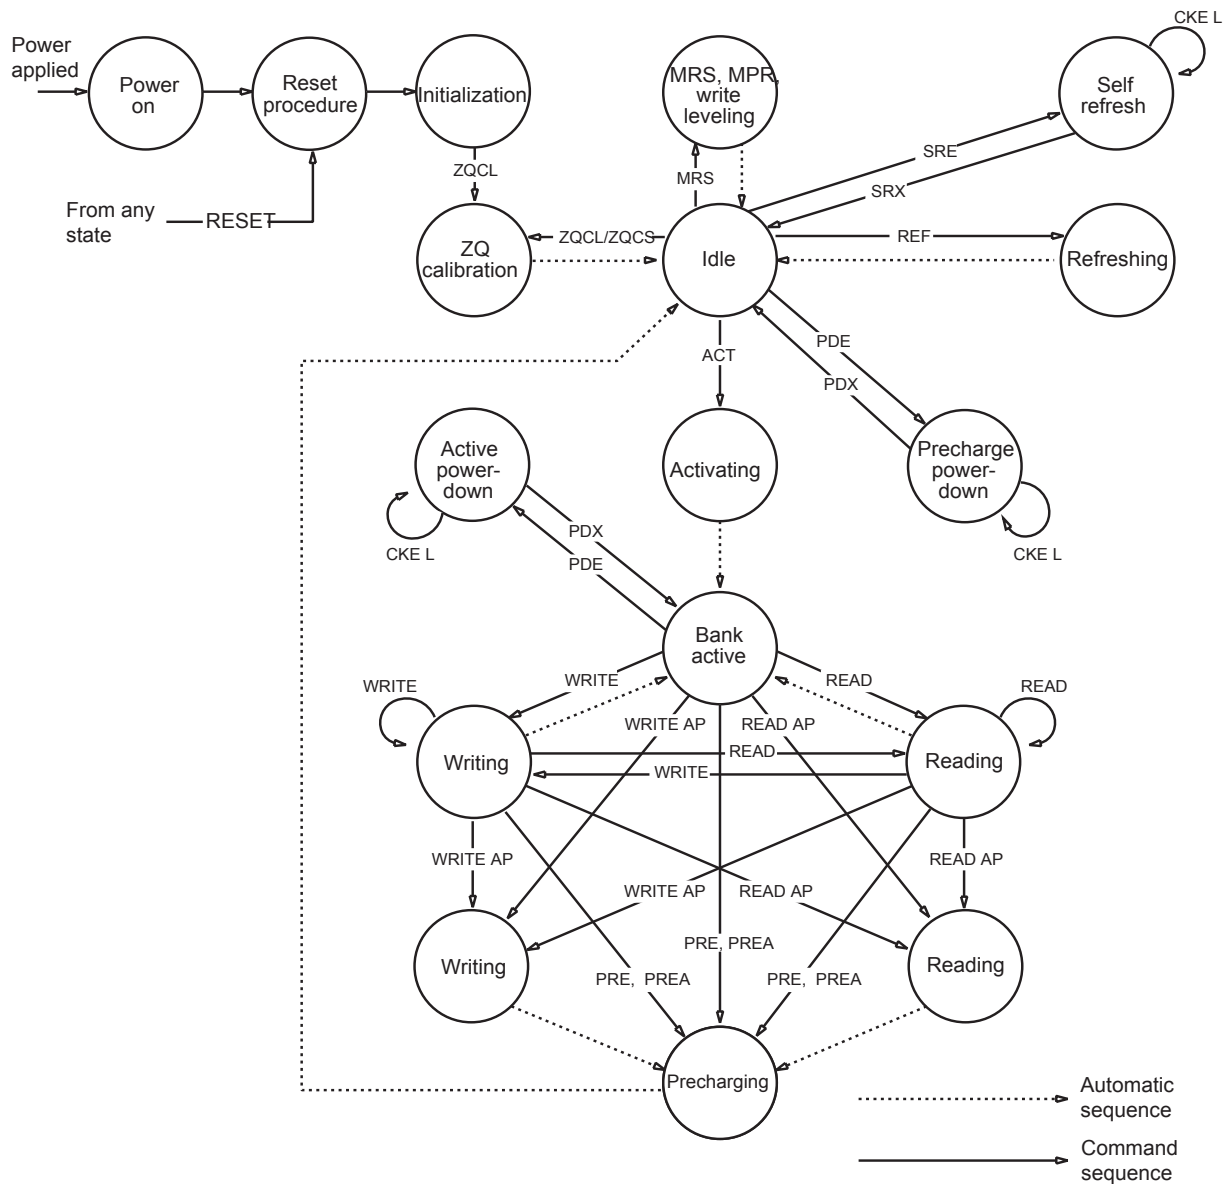 CKE L
Power
applied
Power
on
Reset
procedure
Initialization
MRS, MPR,
write
leveling
Self
refresh
ZQCL
MRS
SRE
SRX
From any
state
RESET
ZQ
calibration
ZQCL/ZQCS
Idle
REF
Refreshing
ACT
PDE
PDX
Active
power-
down
Activating
Precharge
power-
down
PDX
PDE
CKE L
CKE L
Bank
active
WRITE
WRITE
READ
READ
WRITE AP
READ AP
Writing
READ
WRITE
Reading
WRITE AP
READ AP
WRITE AP
READ AP
Writing
PRE, PREA
Reading
PRE, PREA
PRE, PREA
Precharging
Automatic
sequence
Command
sequence